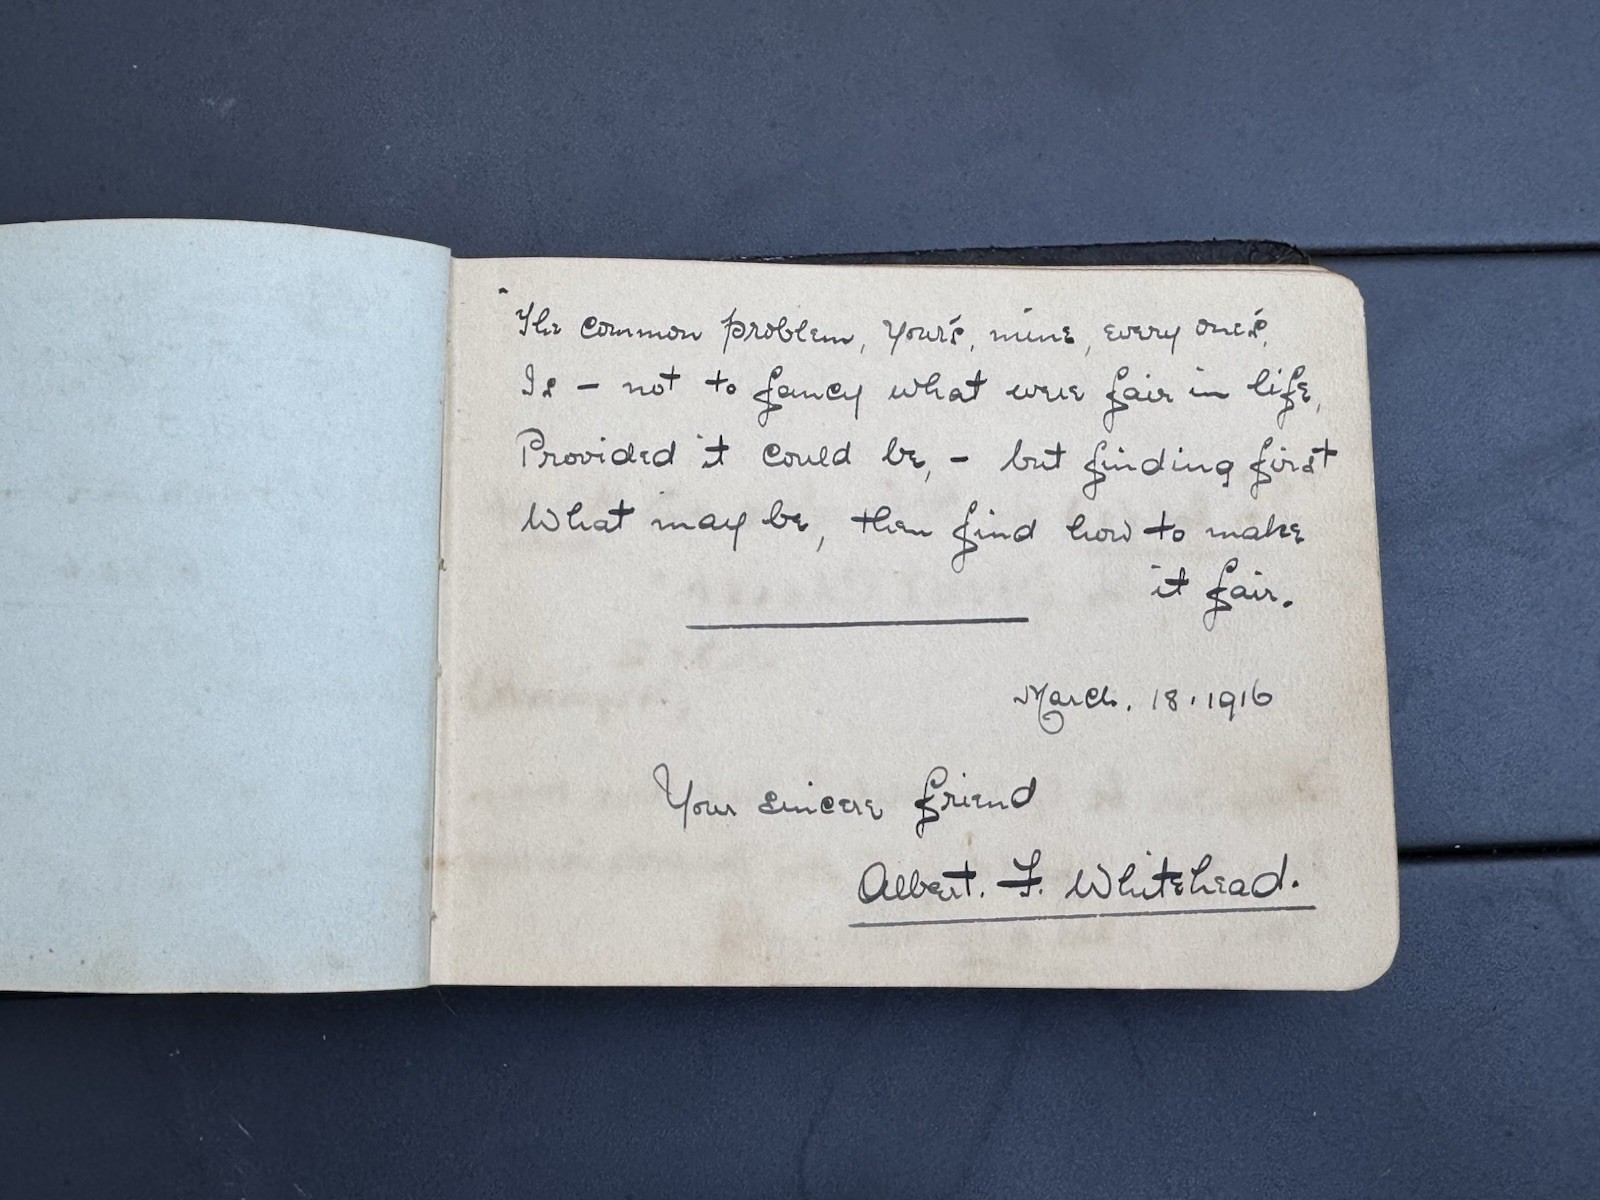 "The common problem, your's, mine, every one's,
Is – not to fancy what were fair in life,
Provided it could be, – but finding first
What may be, then find how to make
it fair.
March. 18. 1916
Your sincere friend
Albert. F. Whitehead.